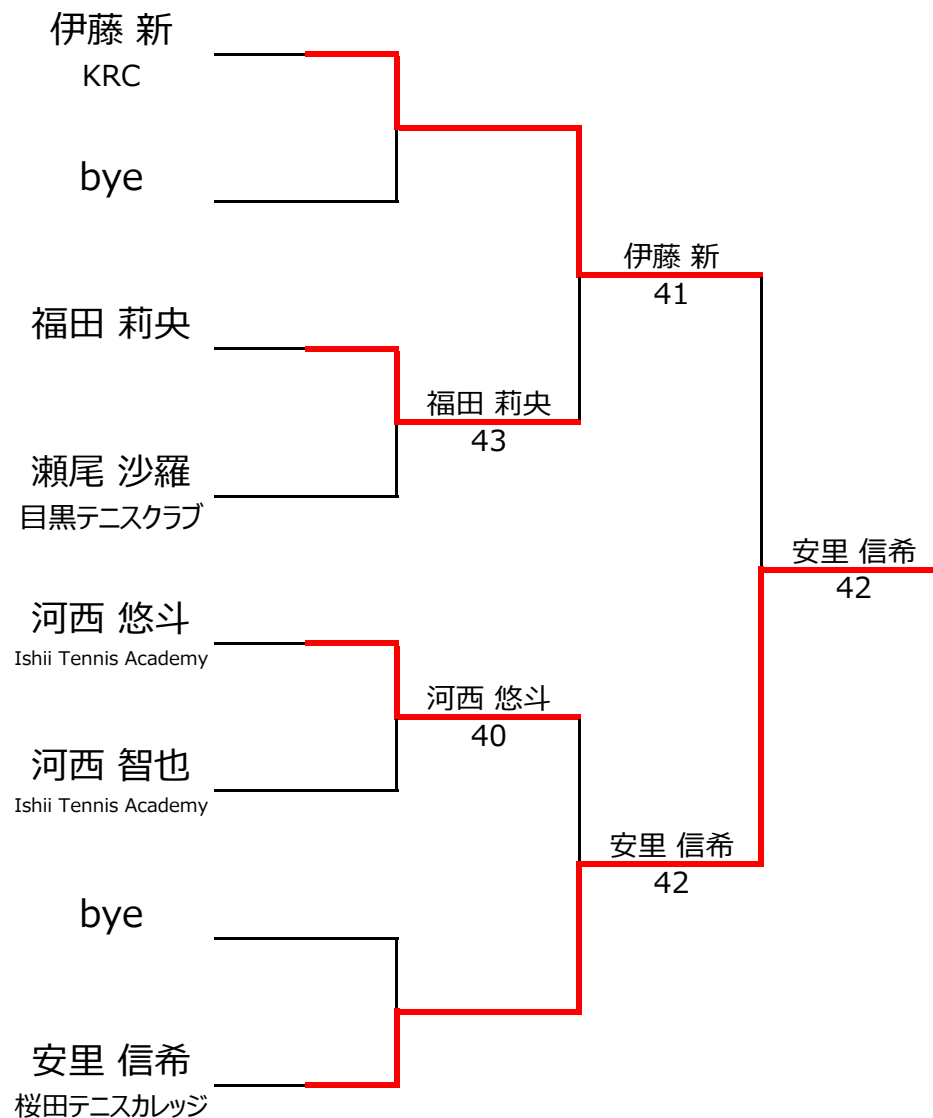 伊藤 新
KRC
bye
福田 莉央
瀬尾 沙羅
目黒テニスクラブ
河西 悠斗
Ishii Tennis Academy
河西 智也
Ishii Tennis Academy
bye
安里 信希
桜田テニスカレッジ
福田 莉央
43
河西 悠斗
40
伊藤 新
41
安里 信希
42
安里 信希
42